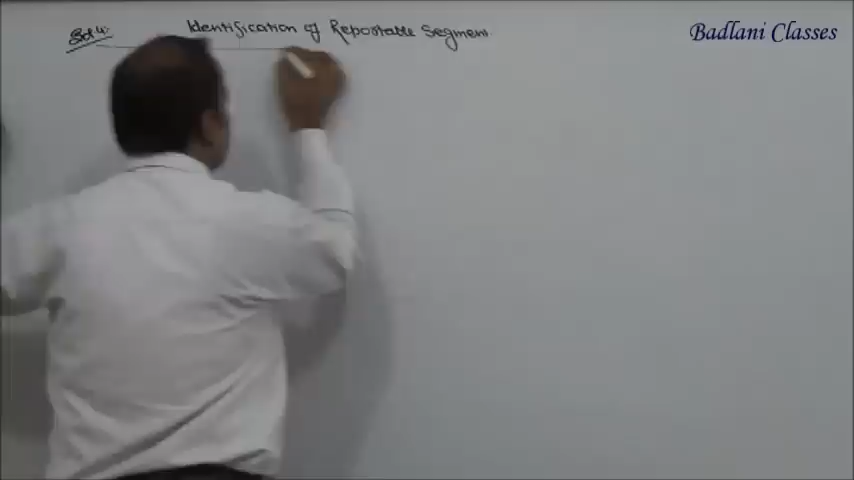 Sol 4: Identification of Reportable Segment
Badlani Classes